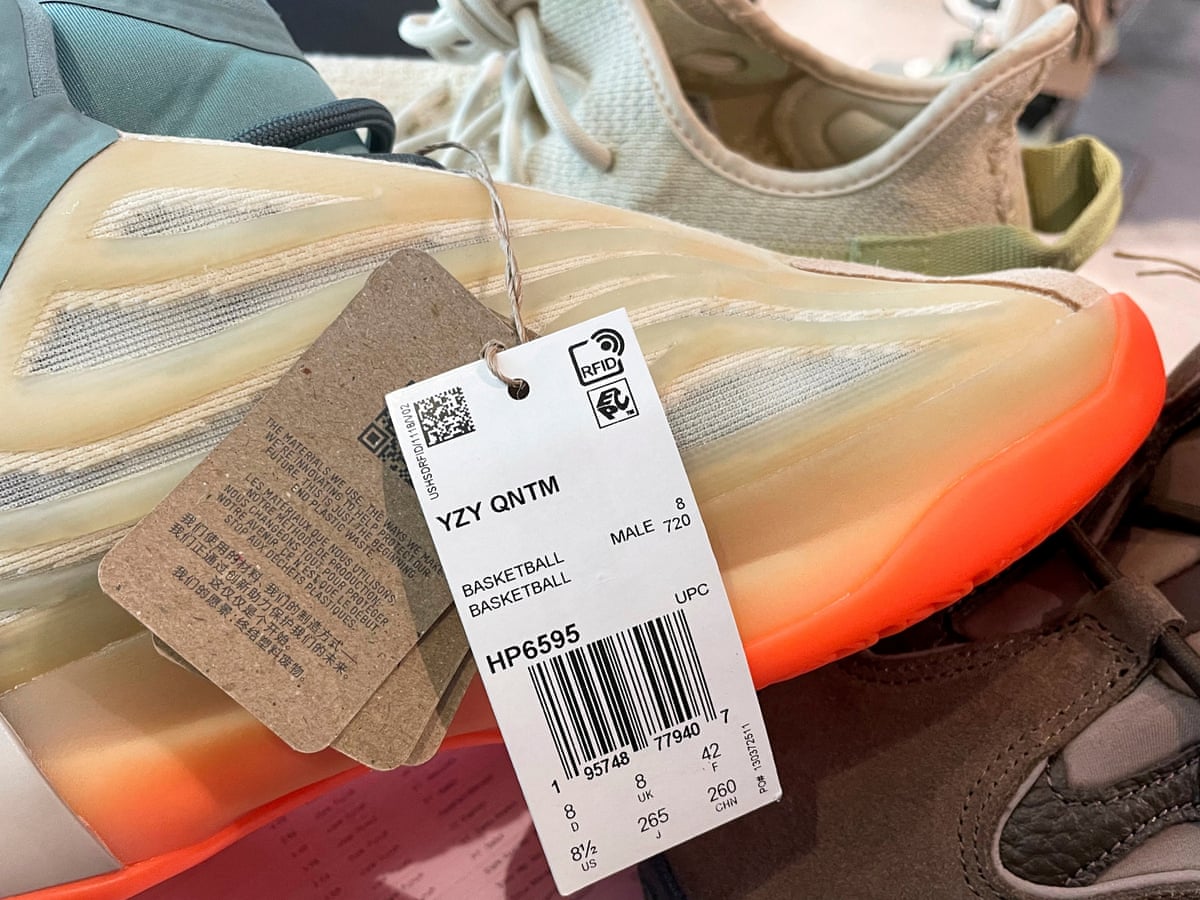 RFID
EPC™
USHSDRFID/1118/V02
YZY QNTM
MALE 8
720
BASKETBALL
BASKETBALL
UPC
HP6595
1 95748 77940 7
8 D
8 UK
42 F
8½ US
265 J
260 CHN
PO# 130372511
THE MATERIALS WE USE,
THE WAYS WE MAKE
WE'RE INNOVATING TO HELP PROTECT OUR
FUTURE. THIS IS JUST THE BEGINNING.
END PLASTIC WASTE.
LES MATÉRIAUX QUE NOUS UTILISONS,
NOTRE MÉTHODE DE PRODUCTION.
NOUS INNOVONS POUR PROTÉGER
NOTRE AVENIR. CE N'EST QUE LE DÉBUT.
STOP AUX DÉCHETS PLASTIQUES.
我们使用的材料,我们的制造方式——
我们正通过创新助力保护我们的未来。
这仅仅是个开始。
我们的愿景:终结塑料废物。